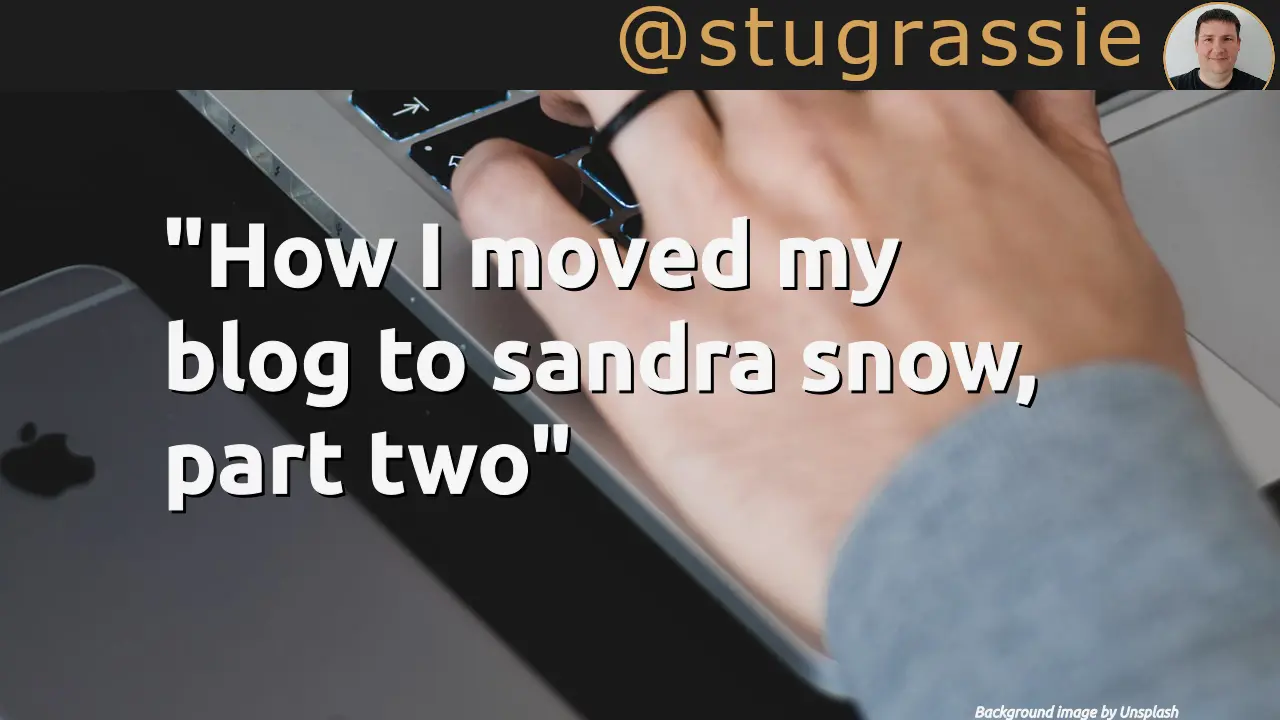 @stugrassie
"How I moved my
blog to sandra snow,
part two"
Background image by Unsplash